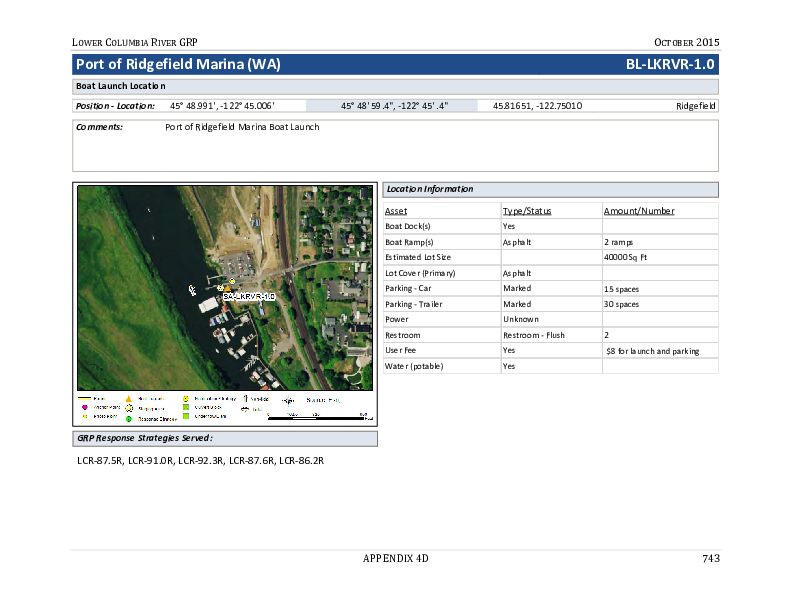 LOWER COLUMBIA RIVER GRP OCTOBER 2015
Port of Ridgefield Marina (WA) BL-LKRVR-1.0
Boat Launch Location
Position - Location: 45° 48.991', -122° 45.006' 45° 48' 59.4", -122° 45' .4" 45.81651, -122.75010 Ridgefield
Comments: Port of Ridgefield Marina Boat Launch
Location Information
Asset Type/Status Amount/Number
Boat Dock(s) Yes
Boat Ramp(s) Asphalt 2 ramps
Estimated Lot Size 40000Sq Ft
Lot Cover (Primary) Asphalt
Parking - Car Marked 15 spaces
Parking - Trailer Marked 30 spaces
Power Unknown
Restroom Restroom - Flush 2
User Fee Yes $8 for launch and parking
Water (potable) Yes
SA-LKRVR-1.0
GRP Response Strategies Served:
LCR-87.5R, LCR-91.0R, LCR-92.3R, LCR-87.6R, LCR-86.2R
APPENDIX 4D 743